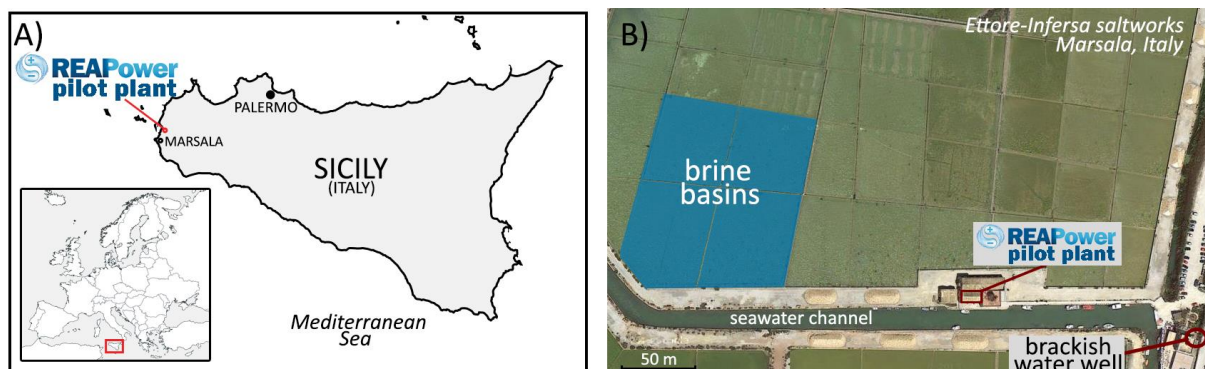 A)
REAPower
pilot plant
PALERMO
MARSALA
SICILY
(ITALY)
Mediterranean
Sea
B)
Ettore-Infersa saltworks
Marsala, Italy
brine
basins
REAPower
pilot plant
seawater channel
50 m
brackish
water well